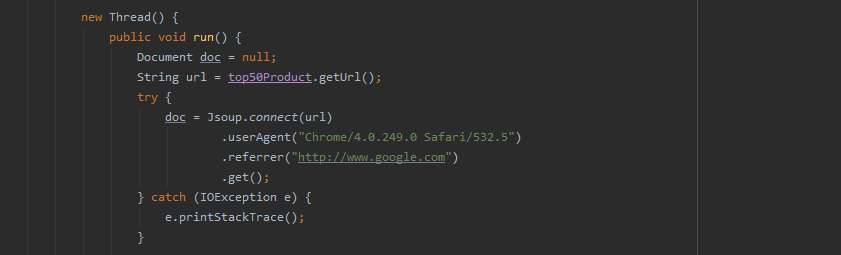 new Thread() {
public void run() {
Document doc = null;
String url = top50Product.getUrl();
try {
doc = Jsoup.connect(url)
.userAgent("Chrome/4.0.249.0 Safari/532.5")
.referrer("http://www.google.com")
.get();
} catch (IOException e) {
e.printStackTrace();
}